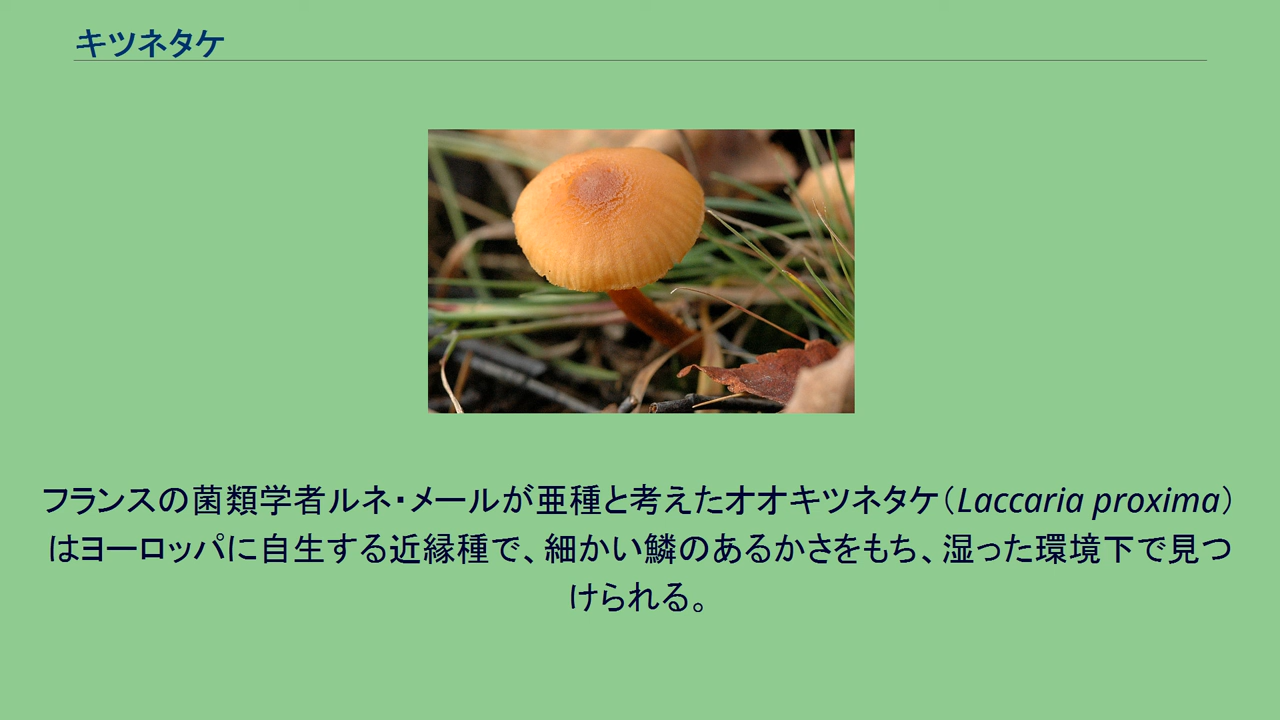 キツネタケ
フランスの菌類学者ルネ・メールが亜種と考えたオオキツネタケ（Laccaria proxima）
はヨーロッパに自生する近縁種で、細かい鱗のあるかさをもち、湿った環境下で見つ
けられる。